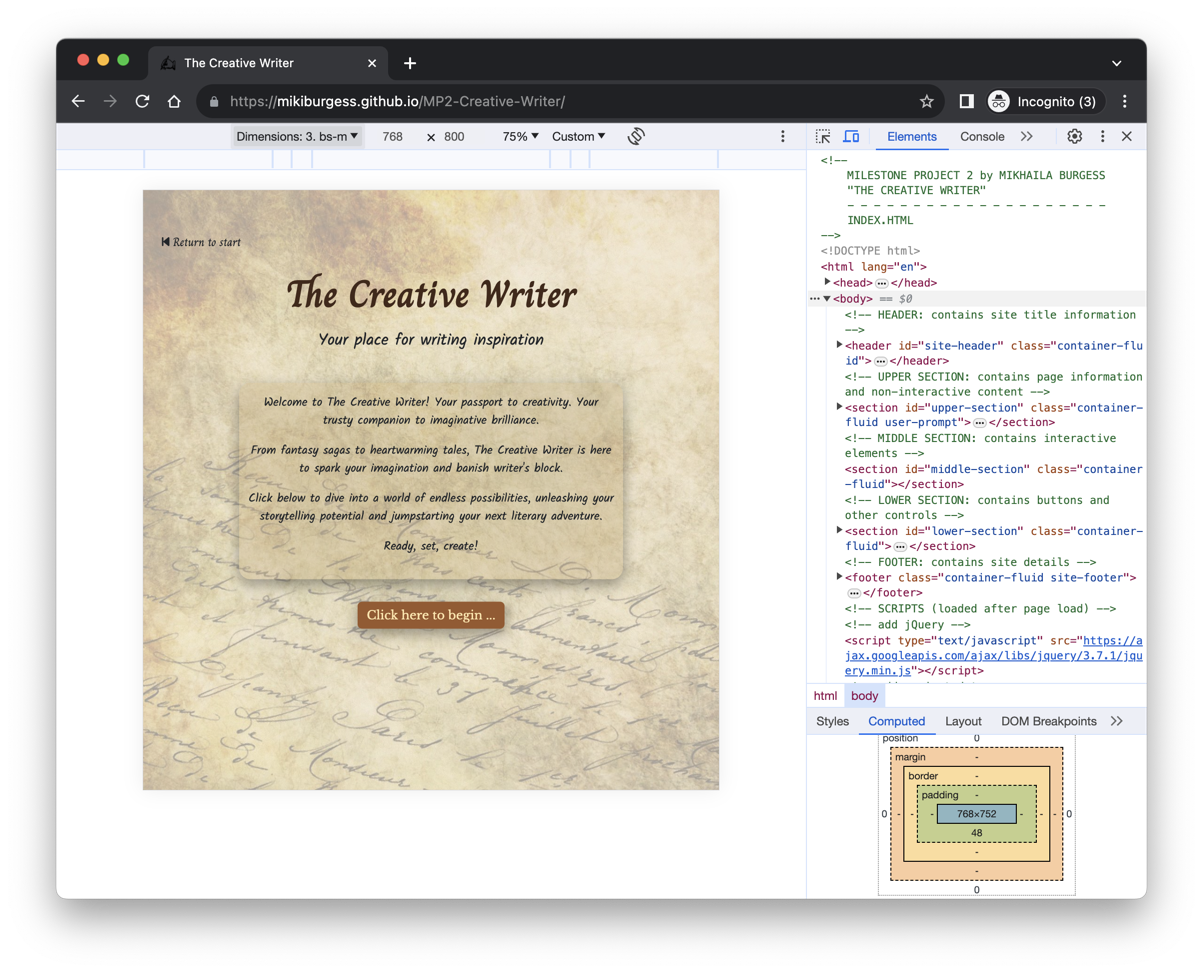 The Creative Writer
https://mikiburgess.github.io/MP2-Creative-Writer/
Incognito (3)
Dimensions: 3. bs-m 768 × 800 75% Custom
Return to start
The Creative Writer
Your place for writing inspiration
Welcome to The Creative Writer! Your passport to creativity. Your
trusty companion to imaginative brilliance.
From fantasy sagas to heartwarming tales, The Creative Writer is here
to spark your imagination and banish writer's block.
Click below to dive into a world of endless possibilities, unleashing your
storytelling potential and jumpstarting your next literary adventure.
Ready, set, create!
Click here to begin ...
Elements Console
<!--
MILESTONE PROJECT 2 by MIKHAILA BURGESS
"THE CREATIVE WRITER"
- - - - - - - - - - - - - - - - - - - -
INDEX.HTML
-->
<!DOCTYPE html>
<html lang="en">
<head>…</head>
<body> == $0
<!-- HEADER: contains site title information
-->
<header id="site-header" class="container-flu
id">…</header>
<!-- UPPER SECTION: contains page information
and non-interactive content -->
<section id="upper-section" class="container-
fluid user-prompt">…</section>
<!-- MIDDLE SECTION: contains interactive
elements -->
<section id="middle-section" class="container
-fluid"></section>
<!-- LOWER SECTION: contains buttons and
other controls -->
<section id="lower-section" class="container-
fluid">…</section>
<!-- FOOTER: contains site details -->
<footer class="container-fluid site-footer">
…</footer>
<!-- SCRIPTS (loaded after page load) -->
<!-- add jQuery -->
<script type="text/javascript" src="https://a
jax.googleapis.com/ajax/libs/jquery/3.7.1/jqu
ery.min.js"></script>
html body
Styles Computed Layout DOM Breakpoints
position 0
margin -
border -
padding -
0 - - - 768×752 - - - 0
48
-
-
0